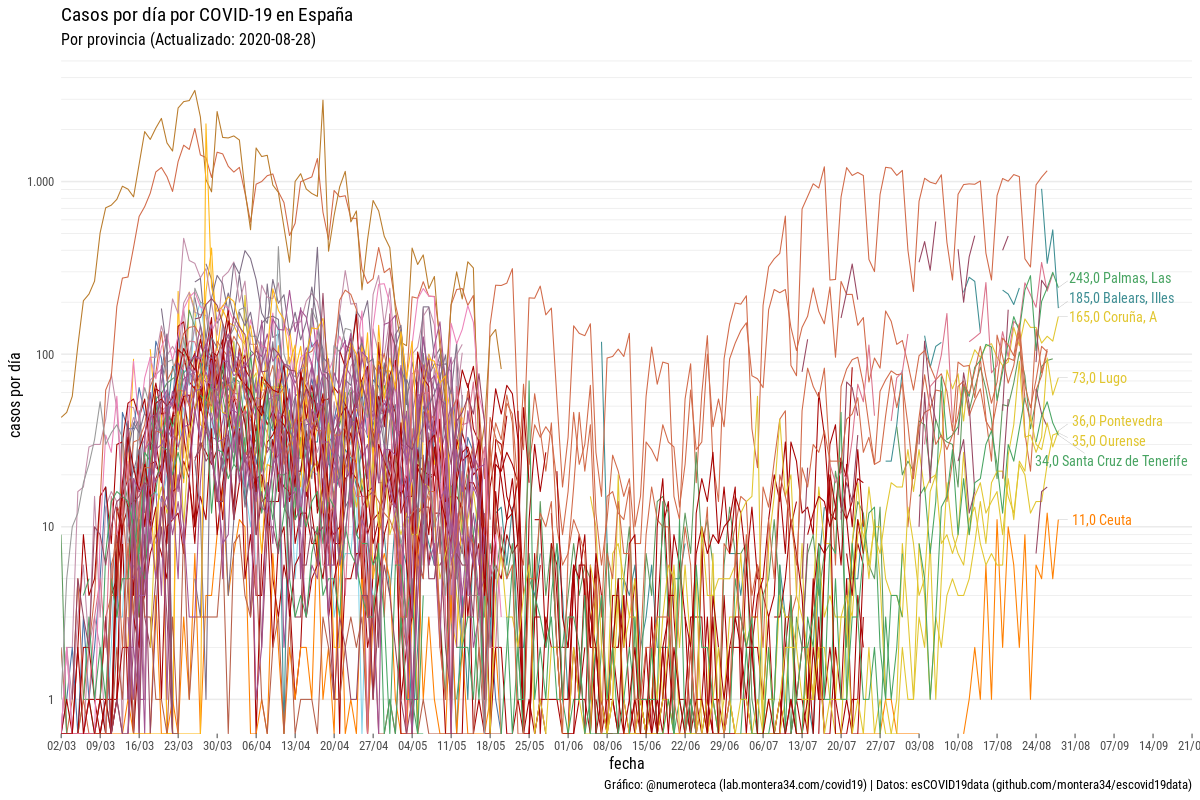 Casos por día por COVID-19 en España
Por provincia (Actualizado: 2020-08-28)
casos por día
1.000
100
10
1
243,0 Palmas, Las
185,0 Balears, Illes
165,0 Coruña, A
73,0 Lugo
36,0 Pontevedra
35,0 Ourense
34,0 Santa Cruz de Tenerife
11,0 Ceuta
02/03 09/03 16/03 23/03 30/03 06/04 13/04 20/04 27/04 04/05 11/05 18/05 25/05 01/06 08/06 15/06 22/06 29/06 06/07 13/07 20/07 27/07 03/08 10/08 17/08 24/08 31/08 07/09 14/09 21/0
fecha
Gráfico: @numeroteca (lab.montera34.com/covid19) | Datos: esCOVID19data (github.com/montera34/escovid19data)